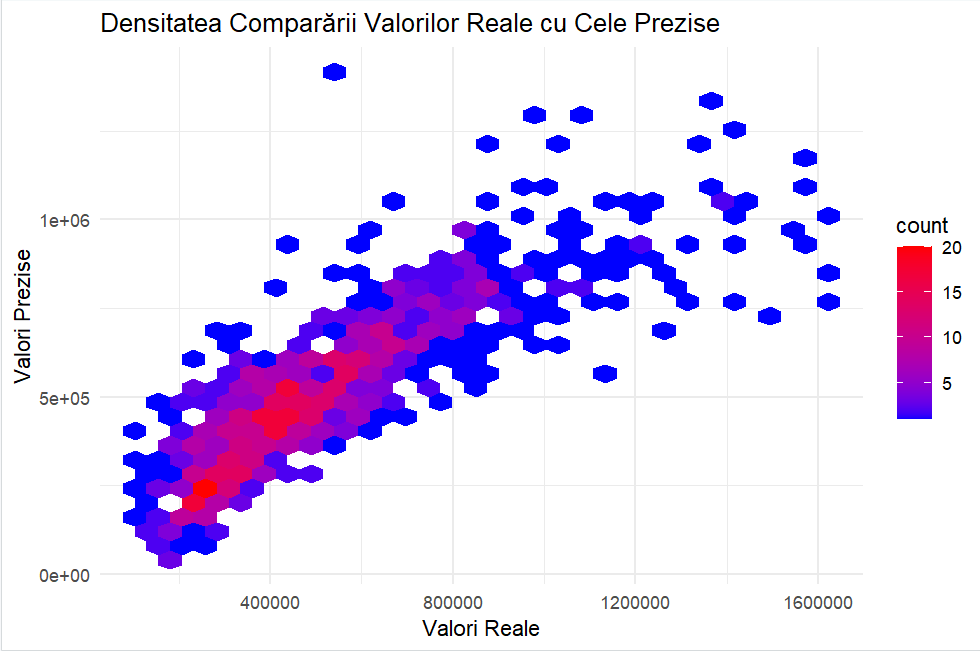 Densitatea Comparării Valorilor Reale cu Cele Prezise
Valori Prezise
1e+06
5e+05
0e+00
400000
800000
1200000
1600000
Valori Reale
count
20
15
10
5